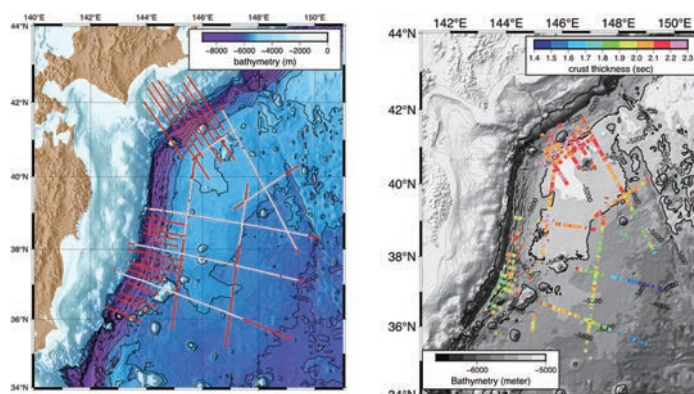 140°E 142°E 144°E 146°E 148°E 150°E
44°N
-8000 -6000 -4000 -2000 0
bathymetry (m)
42°N
40°N
38°N
36°N
34°N
142°E 144°E 146°E 148°E 150°E
44°N
1.4 1.5 1.6 1.7 1.8 1.9 2.0 2.1 2.2 2.3
crust thickness (sec)
42°N
40°N
38°N
36°N
34°N
-6000 -5000
Bathymetry (meter)